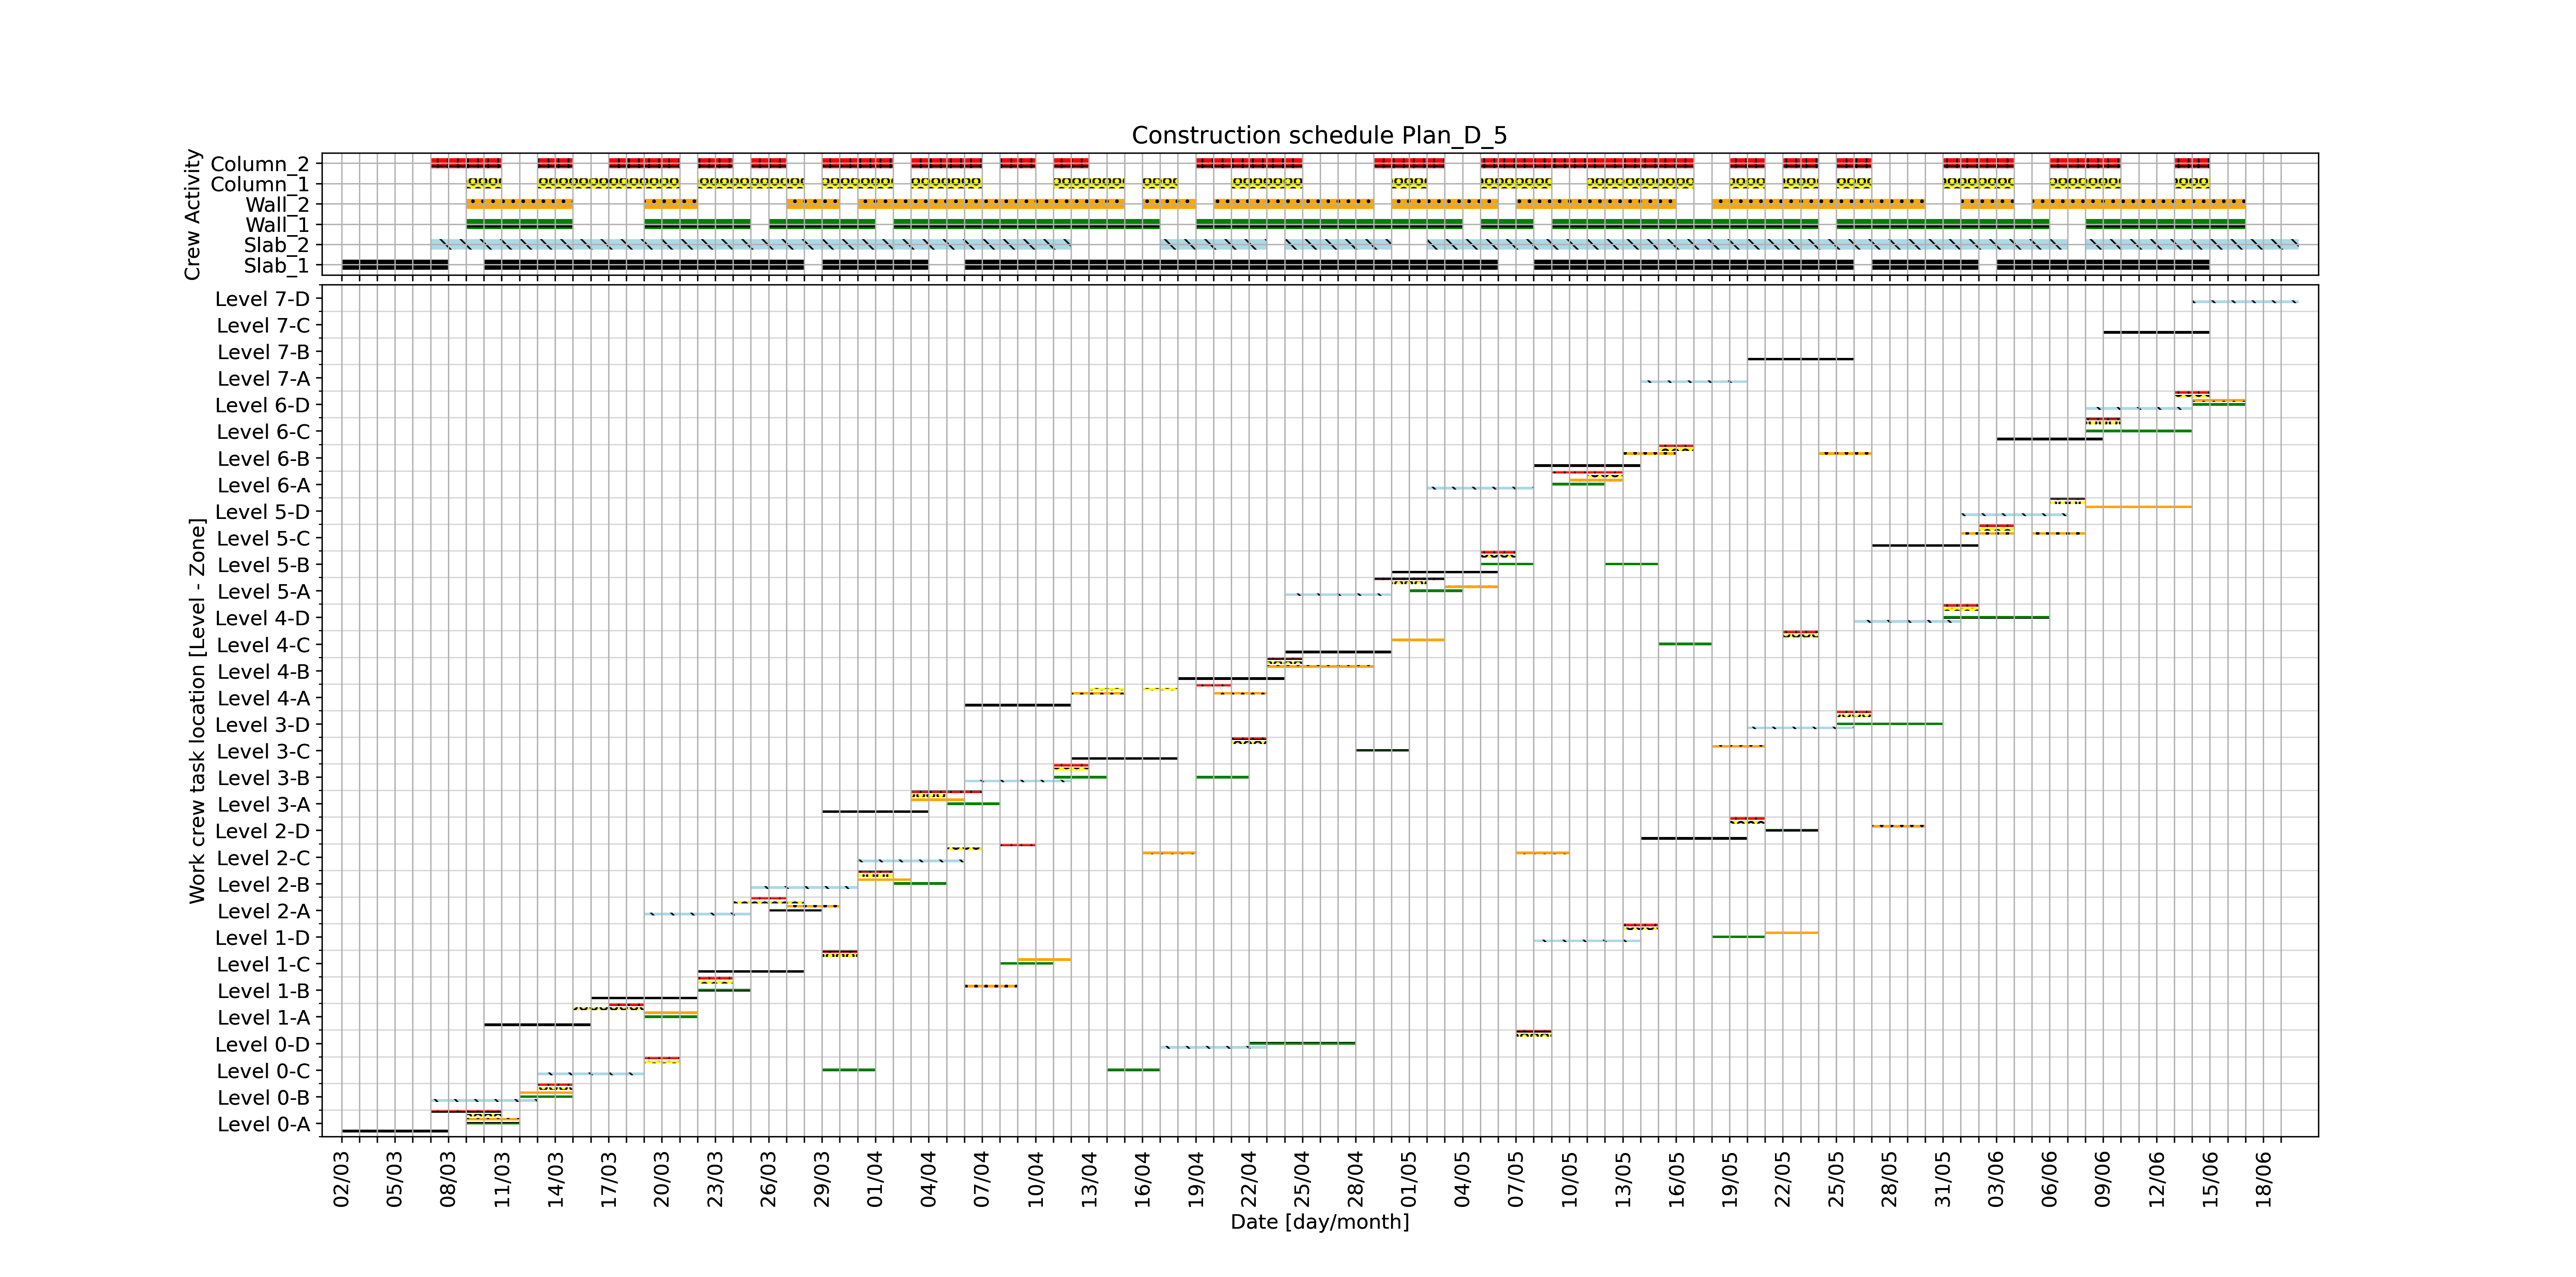 Construction schedule Plan_D_5
Crew Activity
Column_2
Column_1
Wall_2
Wall_1
Slab_2
Slab_1
Work crew task location [Level - Zone]
Level 7-D
Level 7-C
Level 7-B
Level 7-A
Level 6-D
Level 6-C
Level 6-B
Level 6-A
Level 5-D
Level 5-C
Level 5-B
Level 5-A
Level 4-D
Level 4-C
Level 4-B
Level 4-A
Level 3-D
Level 3-C
Level 3-B
Level 3-A
Level 2-D
Level 2-C
Level 2-B
Level 2-A
Level 1-D
Level 1-C
Level 1-B
Level 1-A
Level 0-D
Level 0-C
Level 0-B
Level 0-A
02/03 05/03 08/03 11/03 14/03 17/03 20/03 23/03 26/03 29/03 01/04 04/04 07/04 10/04 13/04 16/04 19/04 22/04 25/04 28/04 01/05 04/05 07/05 10/05 13/05 16/05 19/05 22/05 25/05 28/05 31/05 03/06 06/06 09/06 12/06 15/06 18/06
Date [day/month]